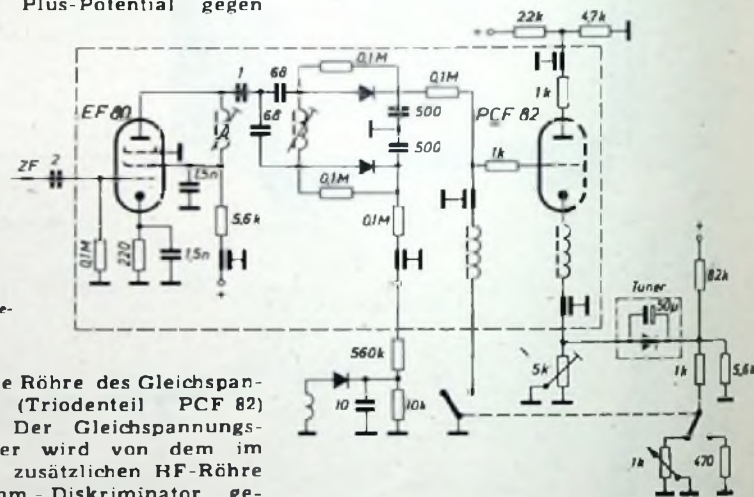 Plus-Potential gegen
22k
4,7k
+
0,1M
1
68
0,1M
1k
EF 80
68
500
PCF 82
500
1k
ZF
2
1,5n
0,1M
5,6k
0,1M
0,1M
220
1,5n
+
+
82k
Tuner
50µ
e-
560k
5k
1k
5,6k
e Röhre des Gleichspan-
(Triodenteil PCF 82)
10
10k
Der Gleichspannungs-
er wird von dem im
zusätzlichen HF-Röhre
1k
470
nm - Diskriminator ge-